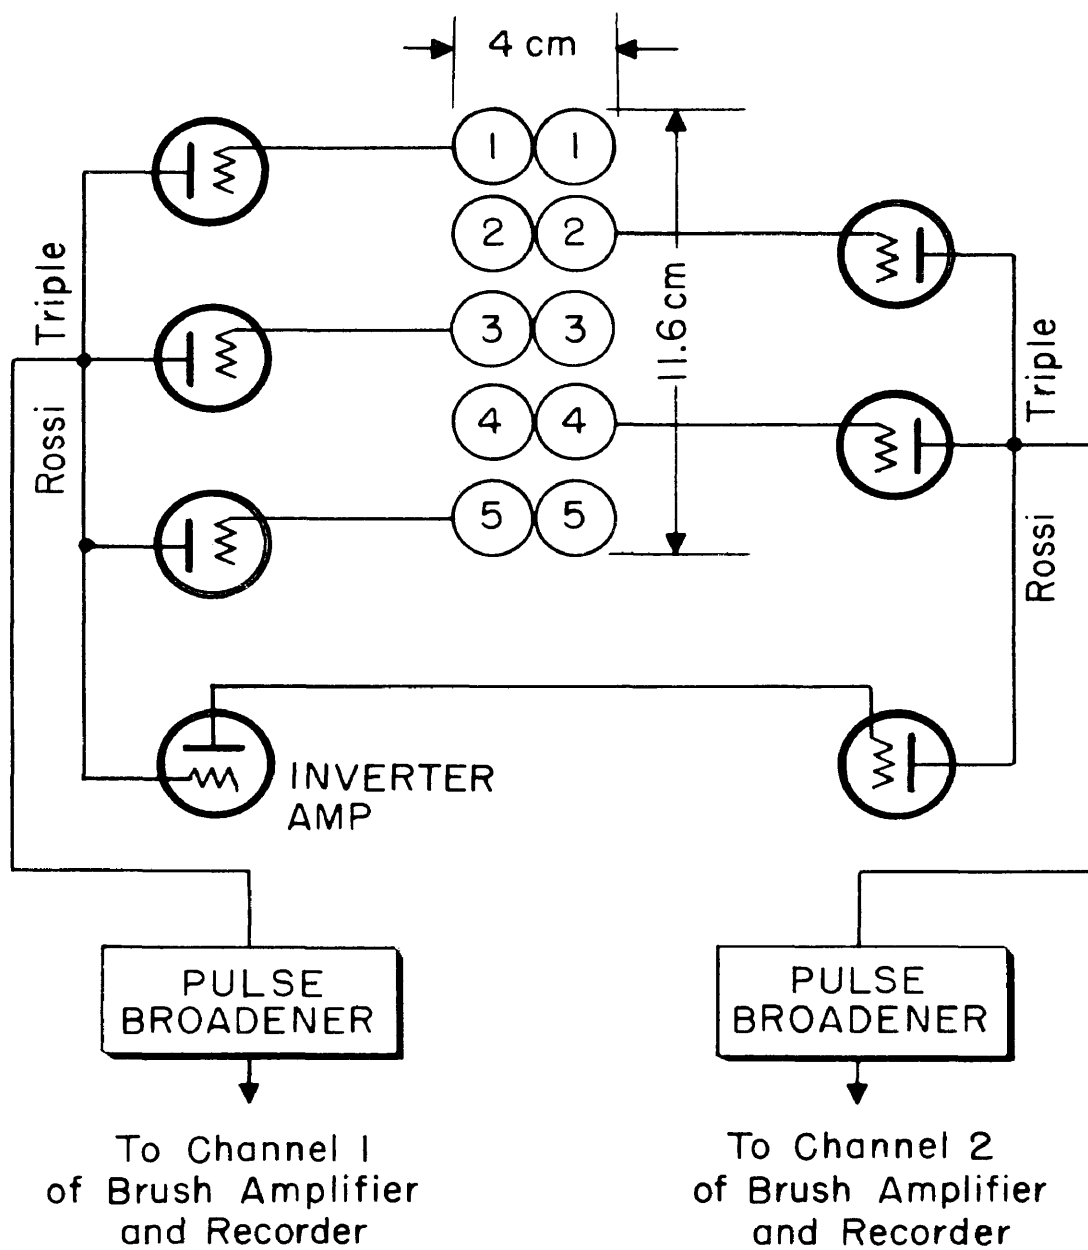 4 cm
1 1
2 2
3 3
4 4
5 5
11.6 cm
Rossi Triple
Rossi Triple
INVERTER
AMP
PULSE
BROADENER
PULSE
BROADENER
To Channel 1
of Brush Amplifier
and Recorder
To Channel 2
of Brush Amplifier
and Recorder